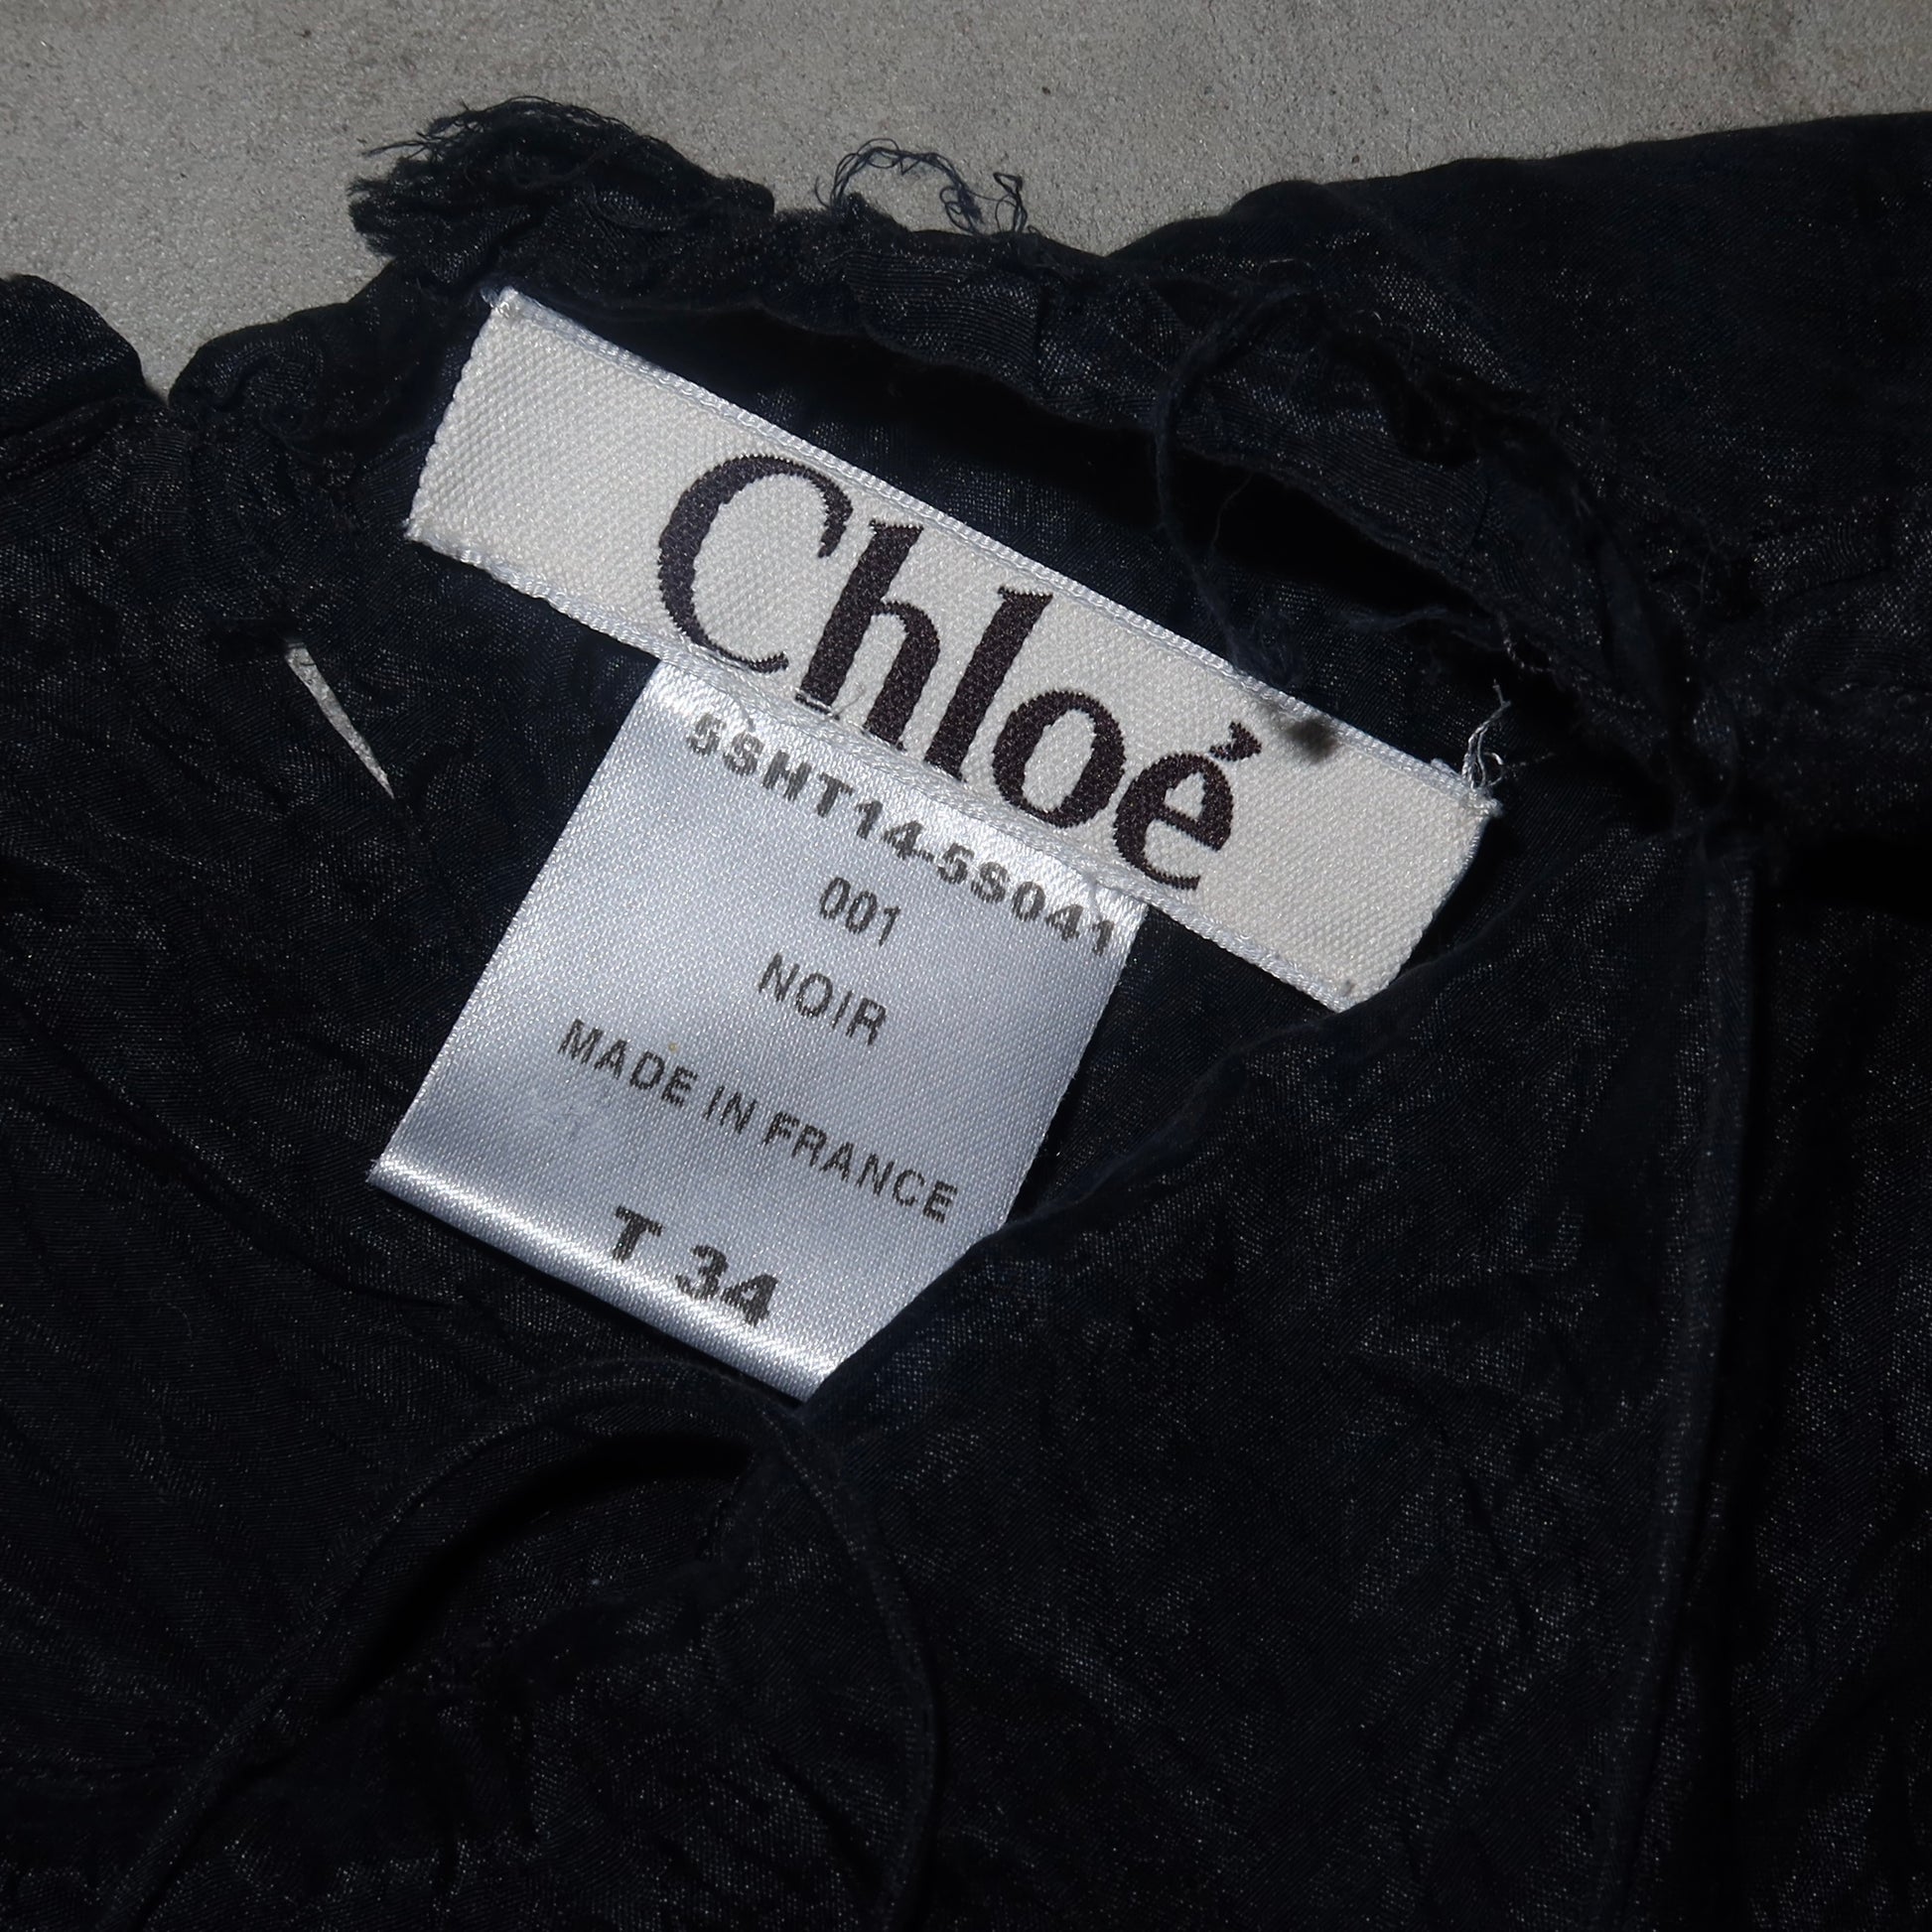 Chloé
5SHT14-5S041
001
NOIR
MADE IN FRANCE
T 34